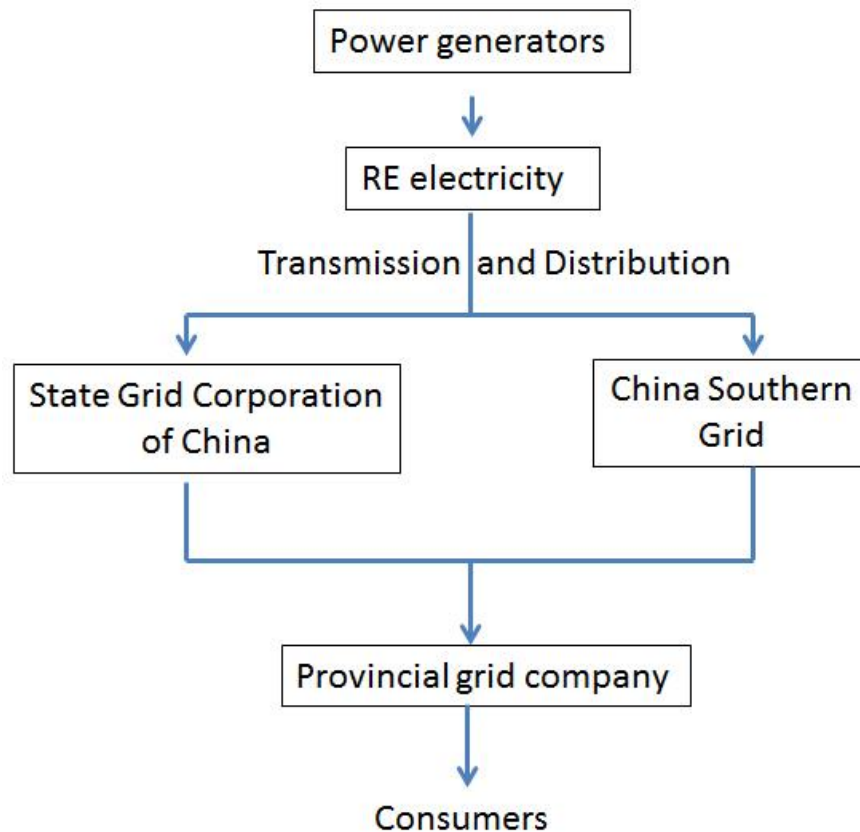 Power generators
RE electricity
Transmission and Distribution
State Grid Corporation
of China
China Southern
Grid
Provincial grid company
Consumers